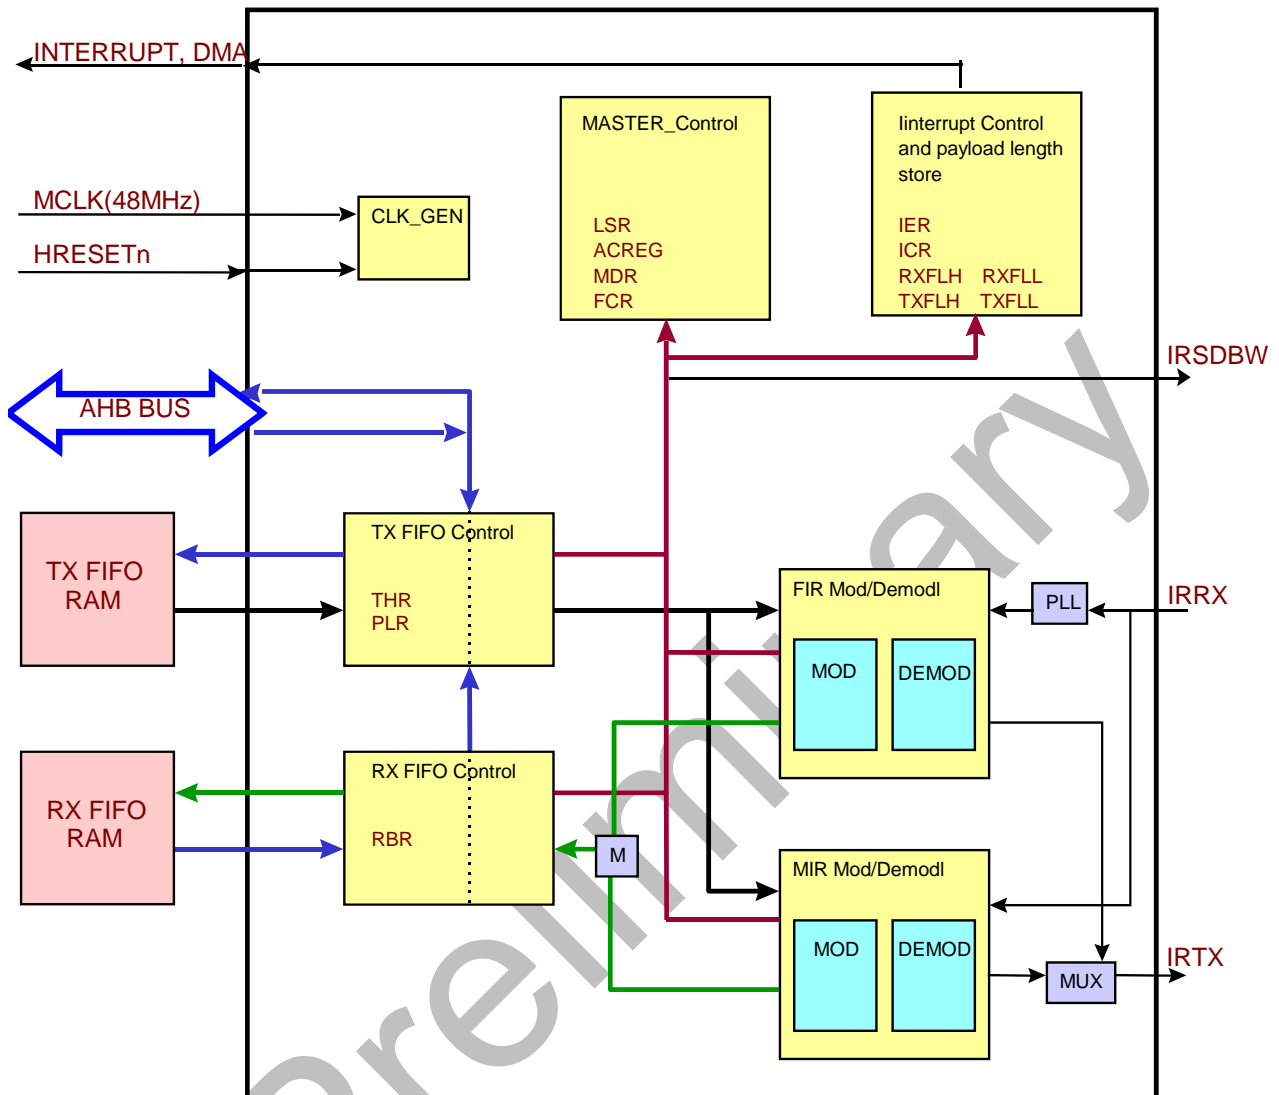 INTERRUPT, DMA
MASTER_Control
LSR
ACREG
MDR
FCR
Iinterrupt Control
and payload length
store
IER
ICR
RXFLH RXFLL
TXFLH TXFLL
MCLK(48MHz)
HRESETn
CLK_GEN
IRSDBW
AHB BUS
TX FIFO
RAM
TX FIFO Control
THR
PLR
FIR Mod/Demodl
MOD
DEMOD
PLL
IRRX
RX FIFO
RAM
RX FIFO Control
RBR
M
MIR Mod/Demodl
MOD
DEMOD
MUX
IRTX
Preliminary